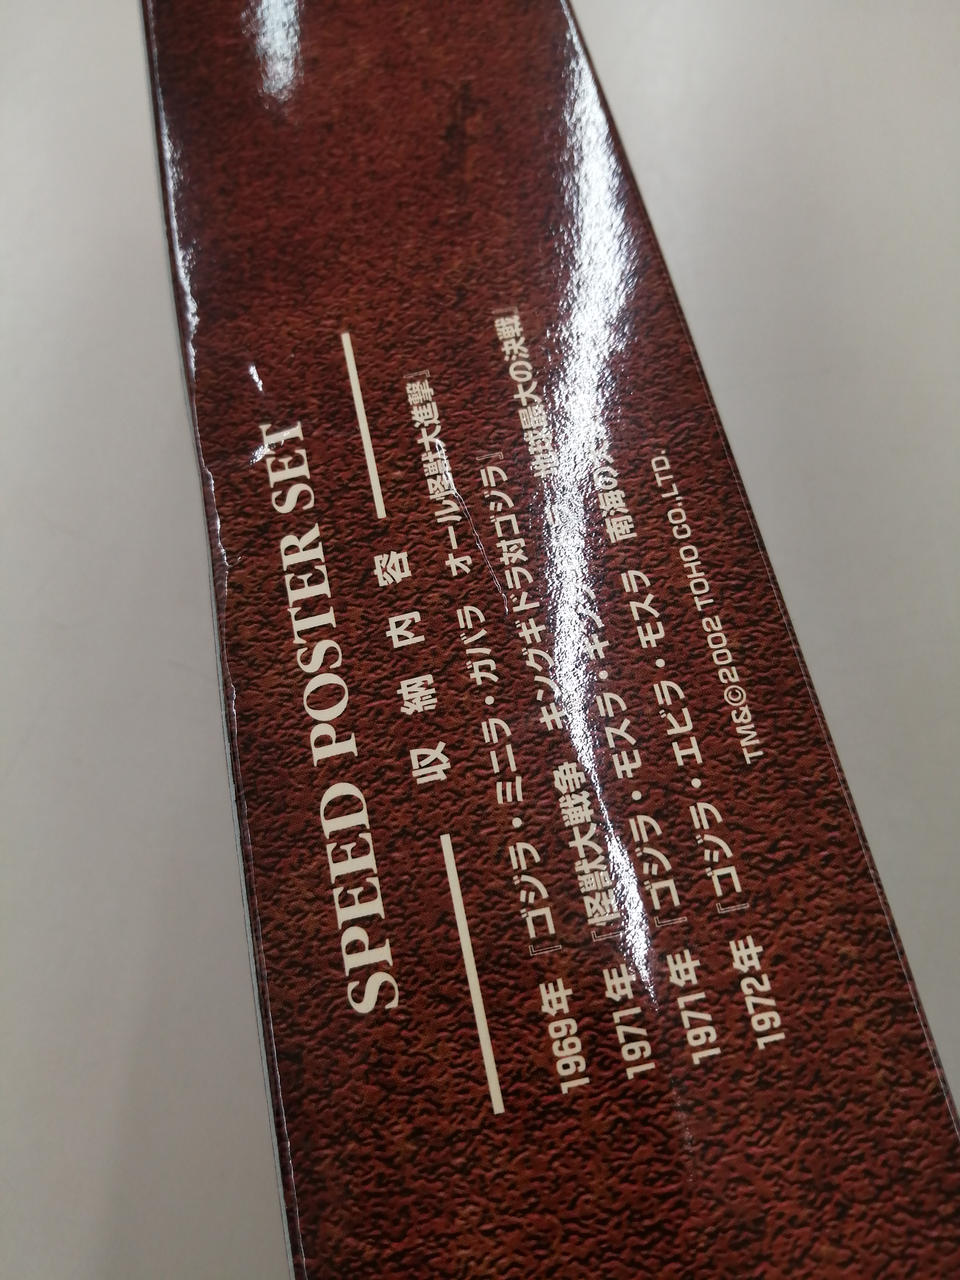 SPEED POSTER SET
収納内容
1969年 『ゴジラ・ミニラ・ガバラ オール怪獣大進撃』
1971年 『怪獣大戦争 キングギドラ対ゴジラ』
1971年 『ゴジラ・モスラ・ 地球最大の決戦
1972年 『ゴジラ・エビラ・モスラ 南海の
TM&©2002 TOHO CO.,LTD.